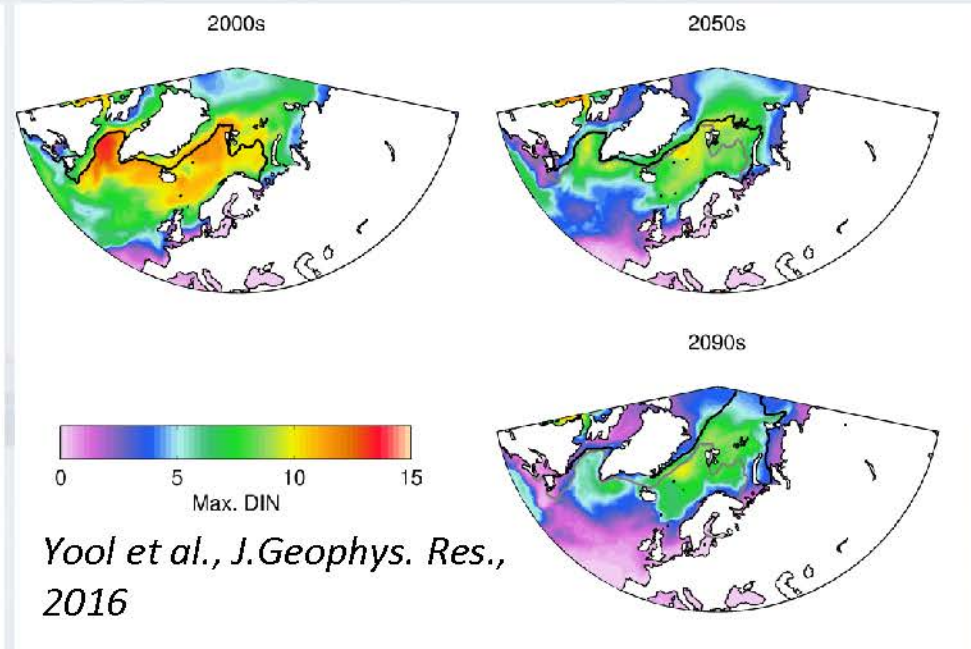 2000s
2050s
2090s
0 5 10 15
Max. DIN
Yool et al., J.Geophys. Res.,
2016